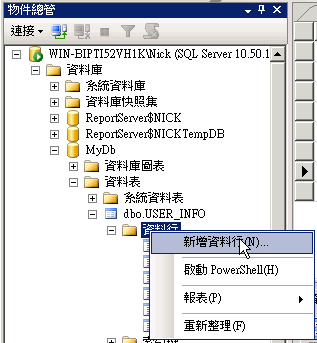 物件總管
連接
WIN-BIPTI52VH1K\Nick (SQL Server 10.50.1
資料庫
系統資料庫
資料庫快照集
ReportServer$NICK
ReportServer$NICKTempDB
MyDb
資料庫圖表
資料表
系統資料表
dbo.USER_INFO
資料行
新增資料行(N)...
啟動 PowerShell(H)
報表(P)
重新整理(F)